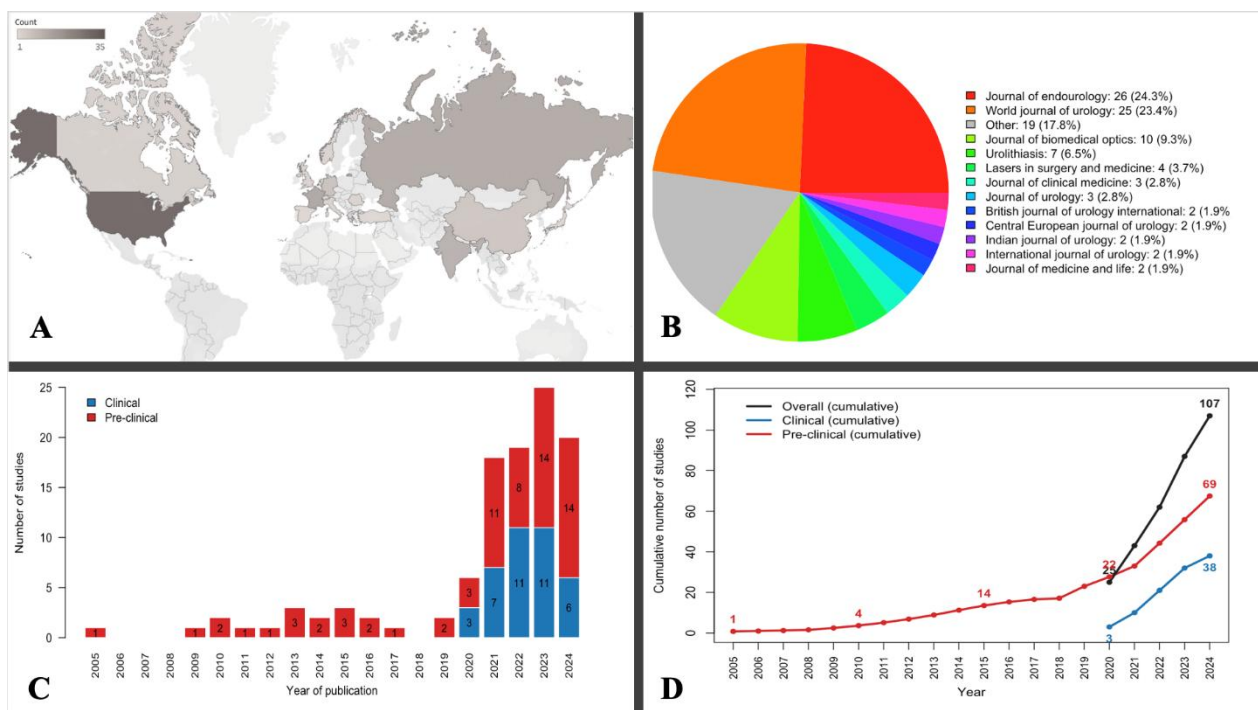 Count
1 35
A
Journal of endourology: 26 (24.3%)
World journal of urology: 25 (23.4%)
Other: 19 (17.8%)
Journal of biomedical optics: 10 (9.3%)
Urolithiasis: 7 (6.5%)
Lasers in surgery and medicine: 4 (3.7%)
Journal of clinical medicine: 3 (2.8%)
Journal of urology: 3 (2.8%)
British journal of urology international: 2 (1.9%
Central European journal of urology: 2 (1.9%)
Indian journal of urology: 2 (1.9%)
International journal of urology: 2 (1.9%)
Journal of medicine and life: 2 (1.9%)
B
Clinical
Pre-clinical
Number of studies
25
20
15
10
5
0
1 1 2 1 1 3 2 3 2 1 2
3 3
11 7
8 11
14 11
14 6
2005 2006 2007 2008 2009 2010 2011 2012 2013 2014 2015 2016 2017 2018 2019 2020 2021 2022 2023 2024
Year of publication
C
Overall (cumulative)
Clinical (cumulative)
Pre-clinical (cumulative)
Cumulative number of studies
120
100
80
60
40
20
0
1 4 14 22 69
25 107
3 38
2005 2006 2007 2008 2009 2010 2011 2012 2013 2014 2015 2016 2017 2018 2019 2020 2021 2022 2023 2024
Year
D